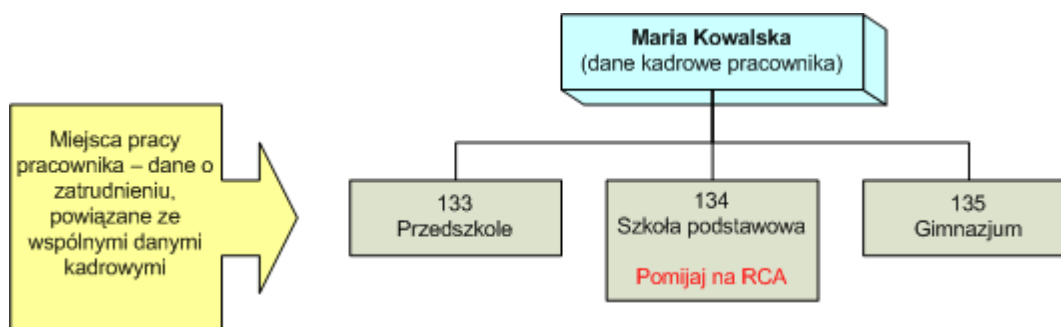 Maria Kowalska
(dane kadrowe pracownika)
Miejsca pracy
pracownika – dane o
zatrudnieniu,
powiązane ze
wspólnymi danymi
kadrowymi
133
Przedszkole
134
Szkoła podstawowa
Pomijaj na RCA
135
Gimnazjum